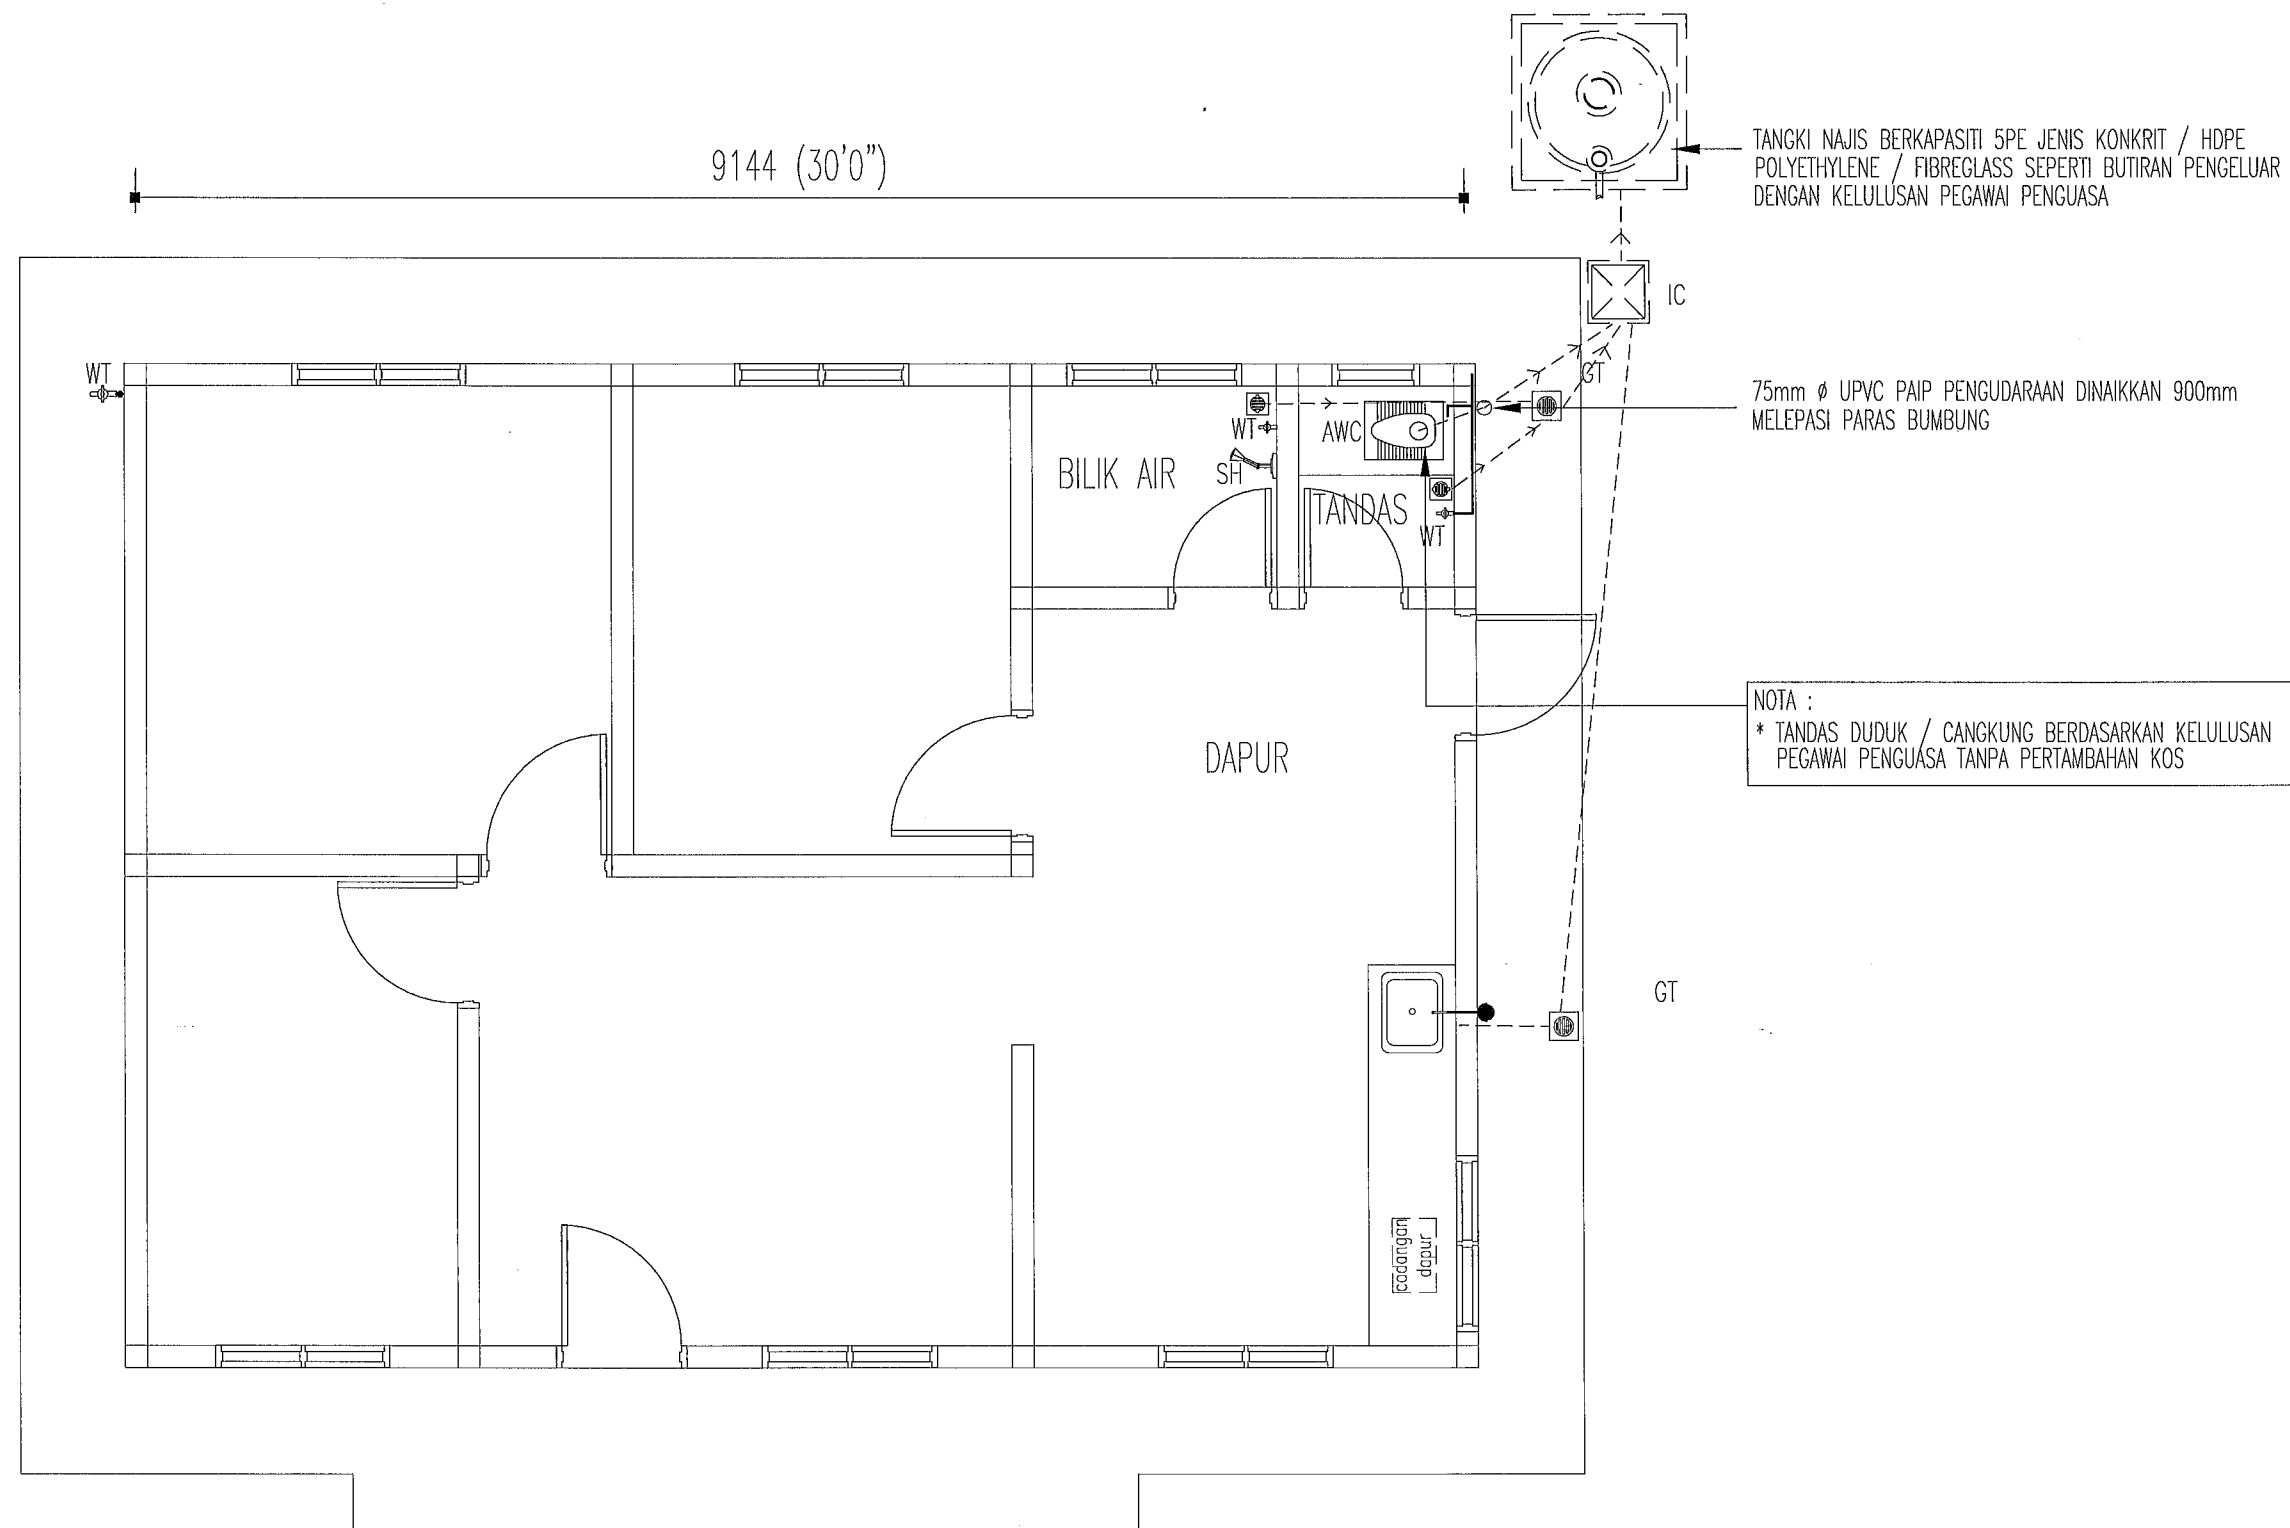 9144 (30'0")
TANGKI NAJIS BERKAPASITI 5PE JENIS KONKRIT / HDPE
POLYETHYLENE / FIBREGLASS SEPERTI BUTIRAN PENGELUAR
DENGAN KELULUSAN PEGAWAI PENGUASA
IC
WT
GT
75mm ø UPVC PAIP PENGUDARAAN DINAIKKAN 900mm
MELEPASI PARAS BUMBUNG
WT
AWC
BILIK AIR
SH
TANDAS
WT
NOTA :
* TANDAS DUDUK / CANGKUNG BERDASARKAN KELULUSAN
PEGAWAI PENGUASA TANPA PERTAMBAHAN KOS
DAPUR
GT
cadangan
dapur